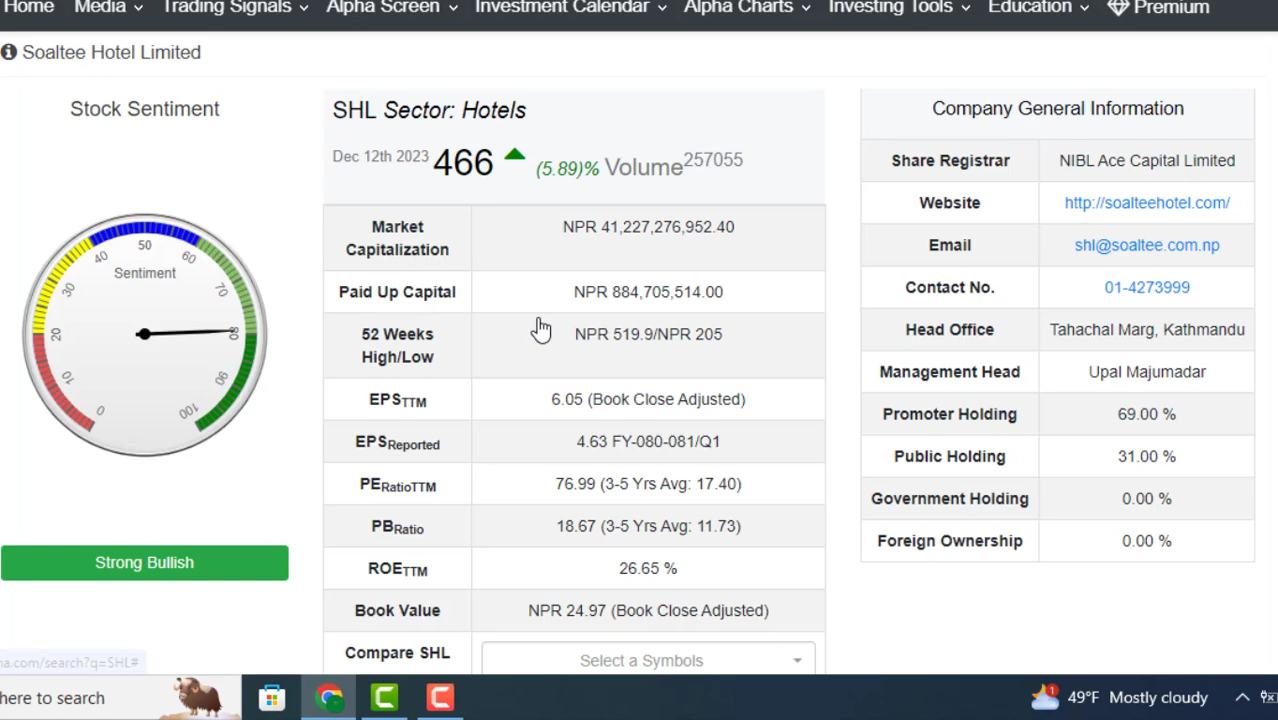 Home Media Trading Signals Alpha Screen Investment Calendar Alpha Charts Investing Tools Education Premium
Soaltee Hotel Limited
Stock Sentiment
0
10
20
30
40
50
60
70
80
90
100
Sentiment
Strong Bullish
SHL Sector: Hotels
Dec 12th 2023 466 (5.89)% Volume 257055
Market Capitalization NPR 41,227,276,952.40
Paid Up Capital NPR 884,705,514.00
52 Weeks High/Low NPR 519.9/NPR 205
EPSTTM 6.05 (Book Close Adjusted)
EPSReported 4.63 FY-080-081/Q1
PERatioTTM 76.99 (3-5 Yrs Avg: 17.40)
PBRatio 18.67 (3-5 Yrs Avg: 11.73)
ROETTM 26.65 %
Book Value NPR 24.97 (Book Close Adjusted)
Compare SHL Select a Symbols
Company General Information
Share Registrar NIBL Ace Capital Limited
Website http://soalteehotel.com/
Email shl@soaltee.com.np
Contact No. 01-4273999
Head Office Tahachal Marg, Kathmandu
Management Head Upal Majumadar
Promoter Holding 69.00 %
Public Holding 31.00 %
Government Holding 0.00 %
Foreign Ownership 0.00 %
na.com/search?q=SHL#
here to search
1
49°F Mostly cloudy